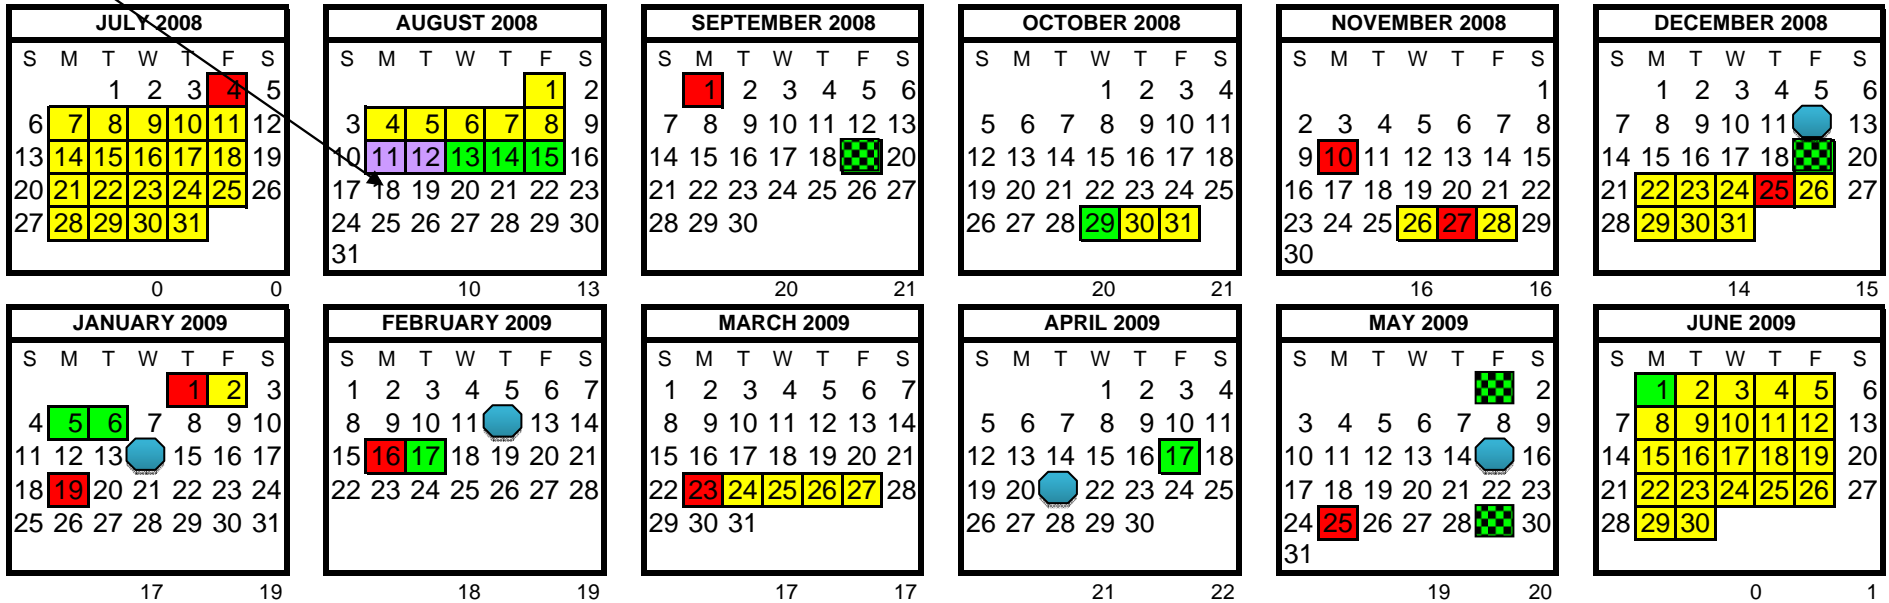 JULY 2008
S M T W T F S
1 2 3 4 5
6 7 8 9 10 11 12
13 14 15 16 17 18 19
20 21 22 23 24 25 26
27 28 29 30 31
0 0
AUGUST 2008
S M T W T F S
1 2
3 4 5 6 7 8 9
10 11 12 13 14 15 16
17 18 19 20 21 22 23
24 25 26 27 28 29 30
31
10 13
SEPTEMBER 2008
S M T W T F S
1 2 3 4 5 6
7 8 9 10 11 12 13
14 15 16 17 18 20
21 22 23 24 25 26 27
28 29 30
20 21
OCTOBER 2008
S M T W T F S
1 2 3 4
5 6 7 8 9 10 11
12 13 14 15 16 17 18
19 20 21 22 23 24 25
26 27 28 29 30 31
20 21
NOVEMBER 2008
S M T W T F S
1
2 3 4 5 6 7 8
9 10 11 12 13 14 15
16 17 18 19 20 21 22
23 24 25 26 27 28 29
30
16 16
DECEMBER 2008
S M T W T F S
1 2 3 4 5 6
7 8 9 10 11 13
14 15 16 17 18 20
21 22 23 24 25 26 27
28 29 30 31
14 15
JANUARY 2009
S M T W T F S
1 2 3
4 5 6 7 8 9 10
11 12 13 15 16 17
18 19 20 21 22 23 24
25 26 27 28 29 30 31
17 19
FEBRUARY 2009
S M T W T F S
1 2 3 4 5 6 7
8 9 10 11 13 14
15 16 17 18 19 20 21
22 23 24 25 26 27 28
18 19
MARCH 2009
S M T W T F S
1 2 3 4 5 6 7
8 9 10 11 12 13 14
15 16 17 18 19 20 21
22 23 24 25 26 27 28
29 30 31
17 17
APRIL 2009
S M T W T F S
1 2 3 4
5 6 7 8 9 10 11
12 13 14 15 16 17 18
19 20 22 23 24 25
26 27 28 29 30
21 22
MAY 2009
S M T W T F S
2
3 4 5 6 7 8 9
10 11 12 13 14 16
17 18 19 20 21 22 23
24 25 26 27 28 30
31
19 20
JUNE 2009
S M T W T F S
1 2 3 4 5 6
7 8 9 10 11 12 13
14 15 16 17 18 19 20
21 22 23 24 25 26 27
28 29 30
0 1